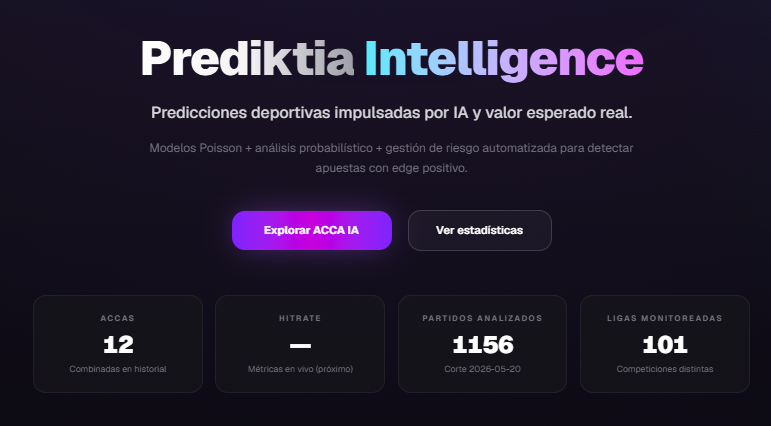 Prediktia Intelligence
Predicciones deportivas impulsadas por IA y valor esperado real.
Modelos Poisson + análisis probabilístico + gestión de riesgo automatizada para detectar
apuestas con edge positivo.
Explorar ACCA IA
Ver estadísticas
ACCAS
12
Combinadas en historial
HITRATE
—
Métricas en vivo (próximo)
PARTIDOS ANALIZADOS
1156
Corte 2026-05-20
LIGAS MONITOREADAS
101
Competiciones distintas